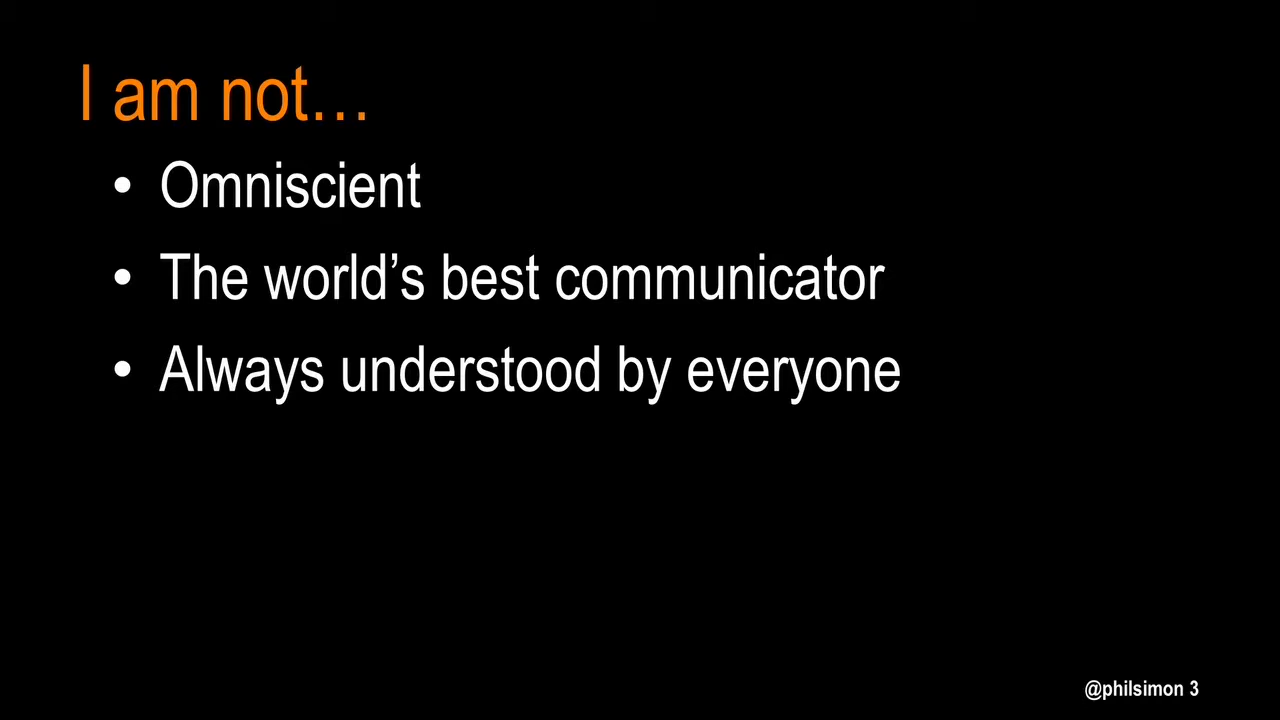 I am not…
• Omniscient
• The world’s best communicator
• Always understood by everyone
@philsimon 3